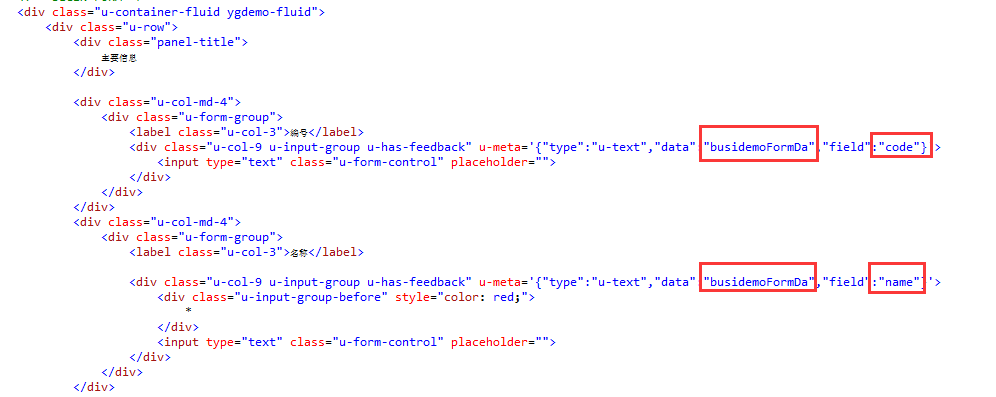 <div class="u-container-fluid ygdemo-fluid">
<div class="u-row">
<div class="panel-title">
主要信息
</div>
<div class="u-col-md-4">
<div class="u-form-group">
<label class="u-col-3">编号</label>
<div class="u-col-9 u-input-group u-has-feedback" u-meta='{"type":"u-text","data":"busidemoFormDa","field":"code"}'>
<input type="text" class="u-form-control" placeholder="">
</div>
</div>
</div>
<div class="u-col-md-4">
<div class="u-form-group">
<label class="u-col-3">名称</label>
<div class="u-col-9 u-input-group u-has-feedback" u-meta='{"type":"u-text","data":"busidemoFormDa","field":"name"}'>
<div class="u-input-group-before" style="color: red;">
*
</div>
<input type="text" class="u-form-control" placeholder="">
</div>
</div>
</div>